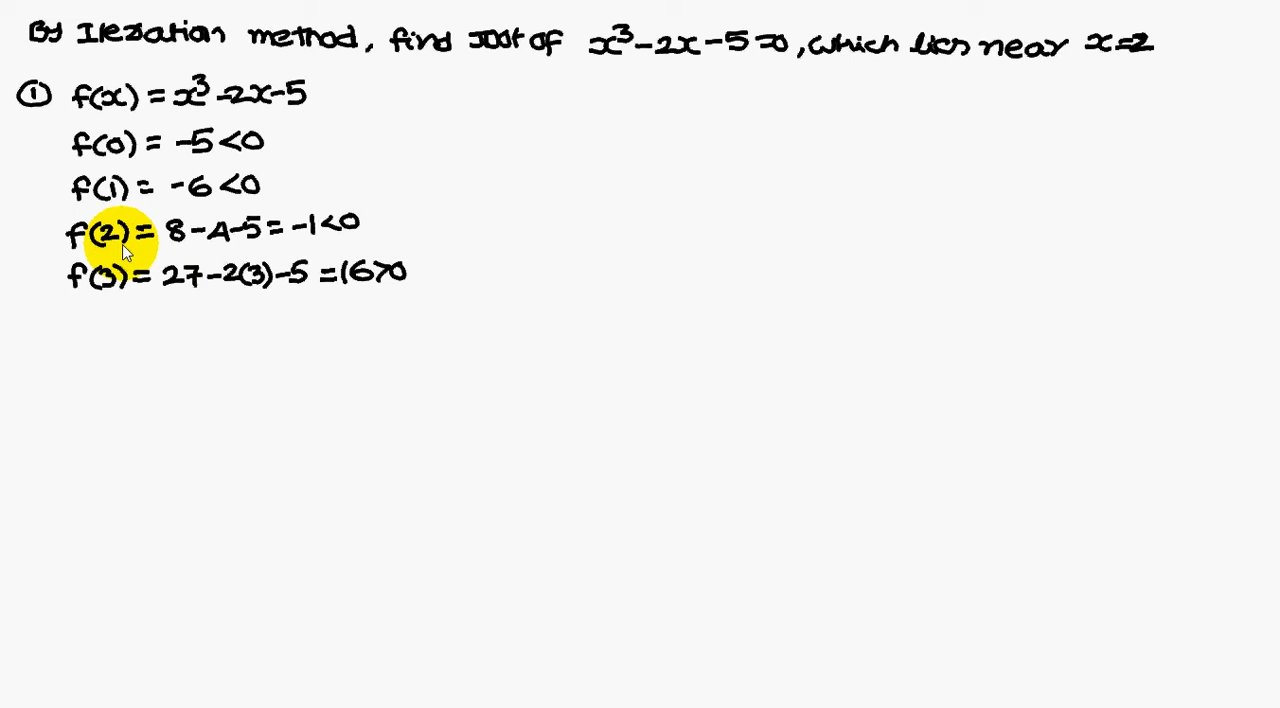 By Iteration method, find root of x³-2x-5=0, which lies near x=2
① f(x) = x³-2x-5
f(0) = -5<0
f(1) = -6<0
f(2) = 8-4-5 = -1<0
f(3) = 27-2(3)-5 = 16>0